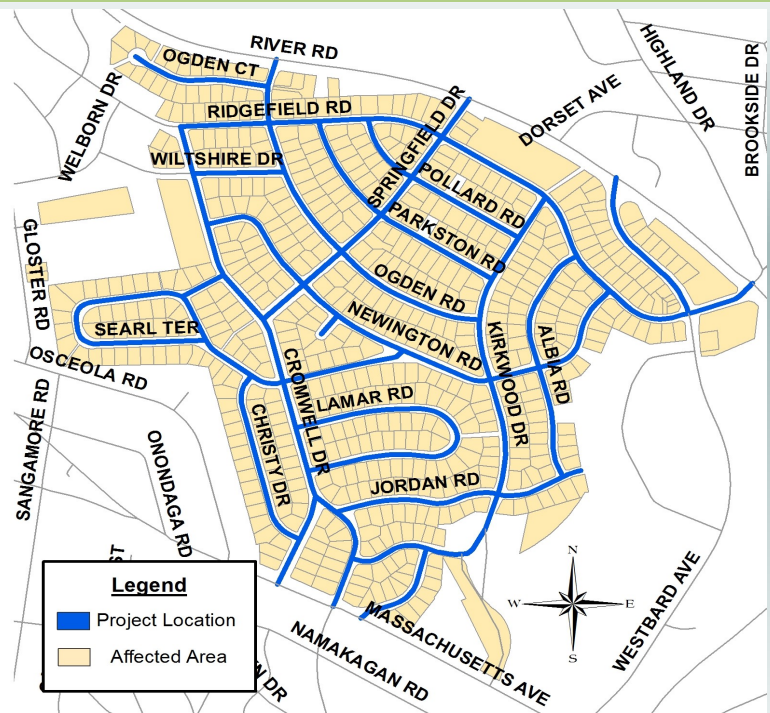 RIVER RD
OGDEN CT
HIGHLAND DR
BROOKSIDE DR
WELBORN DR
RIDGEFIELD RD
SPRINGFIELD DR
DORSET AVE
WILTSHIRE DR
POLLARD RD
PARKSTON RD
GLOSTER RD
OGDEN RD
SEARL TER
NEWINGTON RD
KIRKWOOD DR
ALBA RD
OSCEOLA RD
CROMWELL DR
LAMAR RD
SANGAMORE RD
CHRISTY DR
ONONDAGA RD
JORDAN RD
N
W
E
S
WESTBARD AVE
MASSACHUSETTS AVE
NAMAKAGAN RD
Legend
Project Location
Affected Area
DR